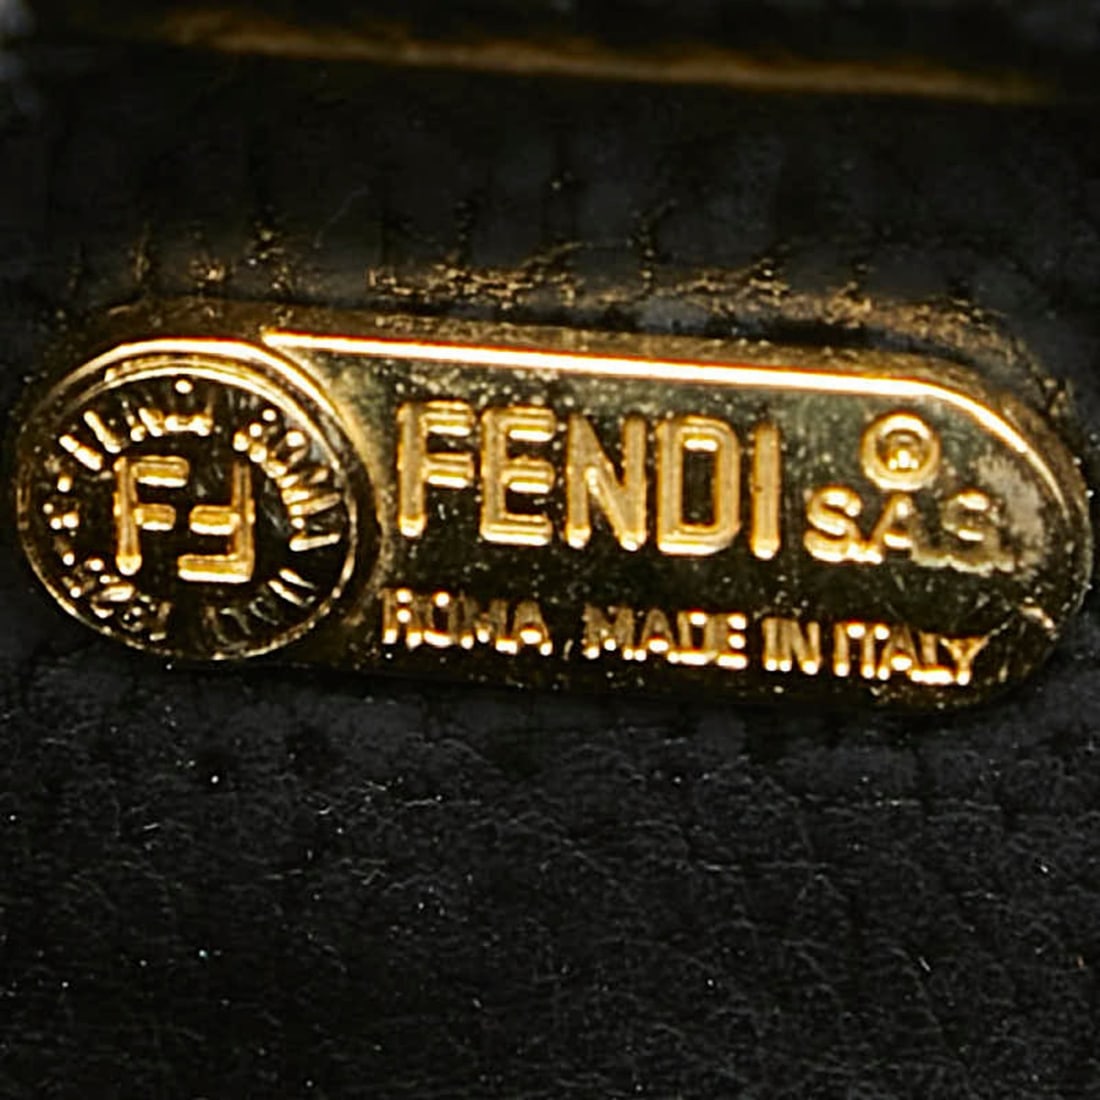 FF
FENDI ®
S.A.S.
ROMA MADE IN ITALY